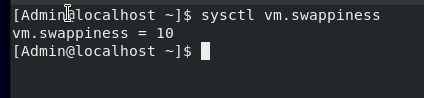 [Admin@localhost ~]$ sysctl vm.swappiness
vm.swappiness = 10
[Admin@localhost ~]$